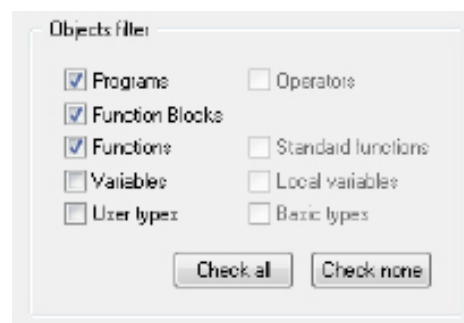 Objects filter
Programs Operators
Function Blocks
Functions Standard functions
Variables Local variables
User types Basic types
Check all Check none